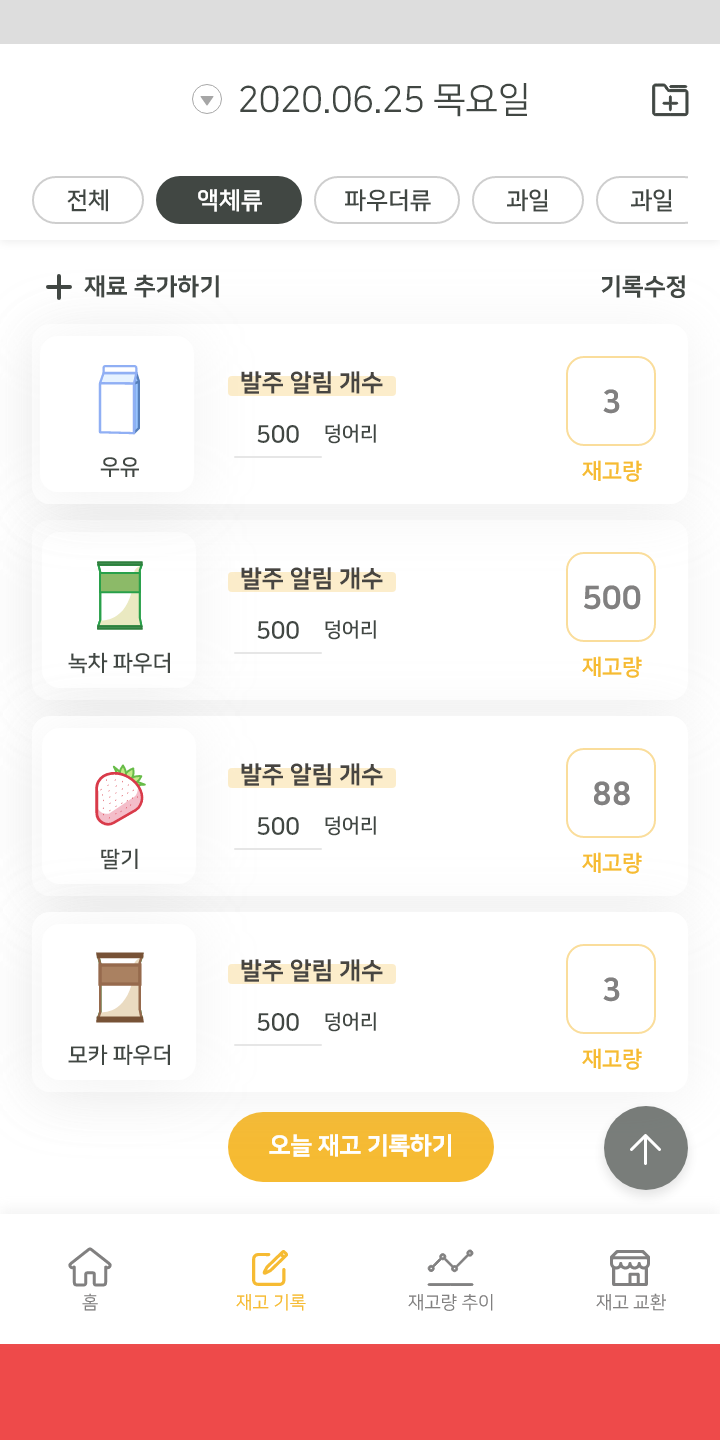 2020.06.25 목요일
전체 액체류 파우더류 과일 과일
재료 추가하기 기록수정
발주 알림 개수
3
500 덩어리
우유
재고량
발주 알림 개수
500
500 덩어리
녹차 파우더
재고량
발주 알림 개수
88
500 덩어리
딸기
재고량
발주 알림 개수
3
500 덩어리
모카 파우더
재고량
오늘 재고 기록하기
홈 재고 기록 재고량 추이 재고 교환